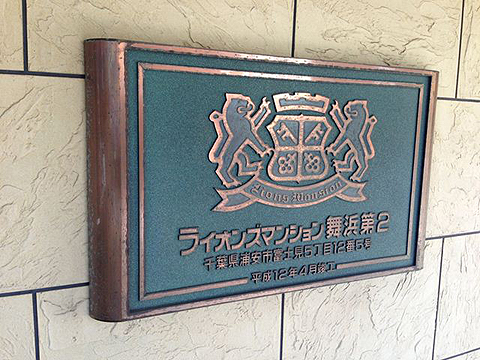 Lions Mansion
ライオンズマンション 舞浜第2
千葉県浦安市富士見5丁目12番5号
平成12年4月竣工